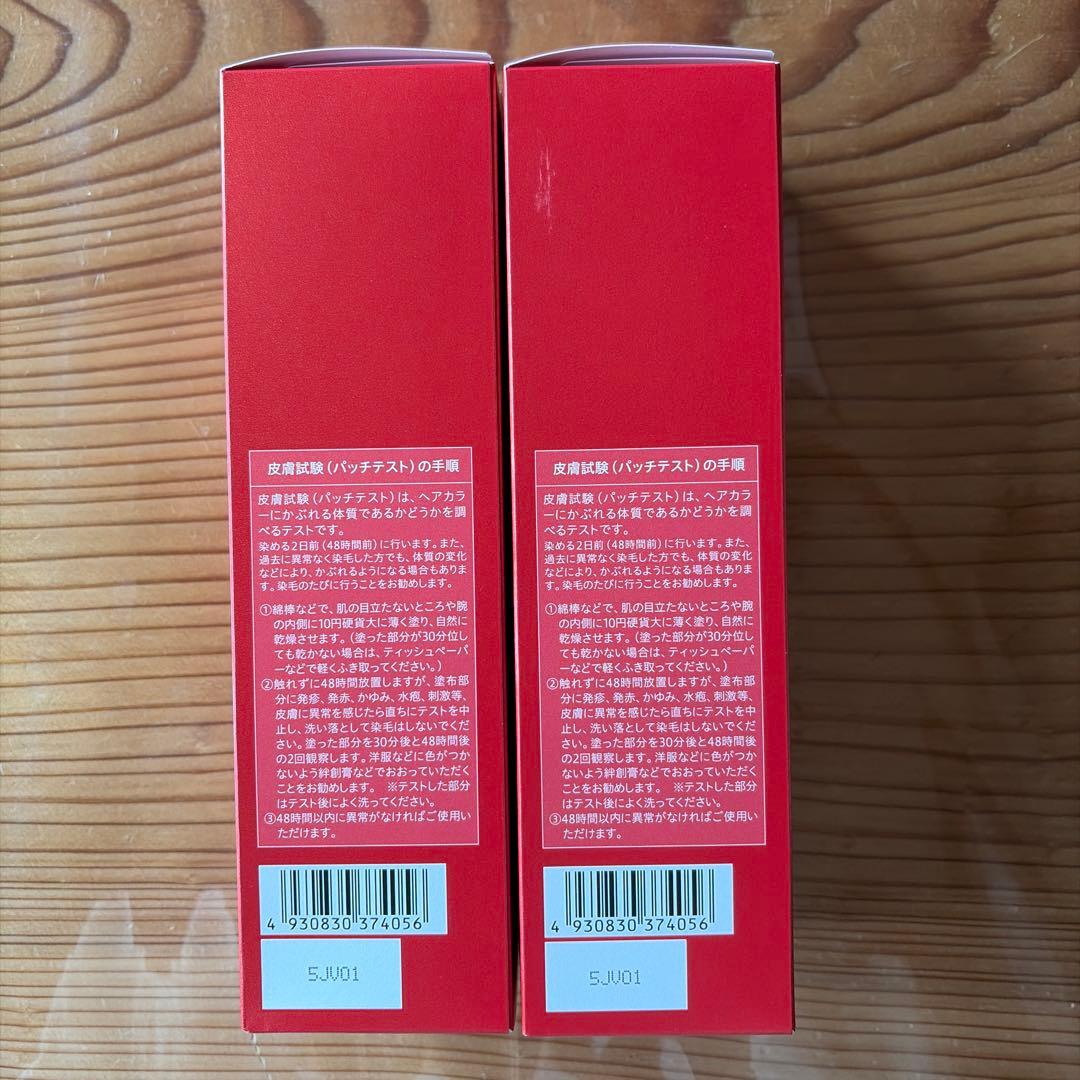 皮膚試験(パッチテスト)の手順
皮膚試験(パッチテスト)は、ヘアカラ
ーにかぶれる体質であるかどうかを調
べるテストです。
染める2日前(48時間前)に行います。また、
過去に異常なく染毛した方でも、体質の変化
などにより、かぶれるようになる場合もありま
す。染毛のたびに行うことをお勧めします。
①綿棒などで、肌の目立たないところや腕
の内側に10円硬貨大に薄く塗り、自然に
乾燥させます。(塗った部分が30分位し
ても乾かない場合は、ティッシュペーパ
ーなどで軽くふき取ってください。)
②触れずに48時間放置しますが、塗布部
分に発疹、発赤、かゆみ、水疱、刺激等、
皮膚に異常を感じたら直ちにテストを中
止し、洗い落として染毛はしないでくだ
さい。塗った部分を30分後と48時間後
の2回観察します。洋服などに色がつか
ないよう絆創膏などでおおっていただく
ことをお勧めします。 ※テストした部分
はテスト後によく洗ってください。
③48時間以内に異常がなければご使用い
ただけます。
4 930830 374056
5JV01
皮膚試験(パッチテスト)の手順
皮膚試験(パッチテスト)は、ヘアカラ
ーにかぶれる体質であるかどうかを調
べるテストです。
染める2日前(48時間前)に行います。また、
過去に異常なく染毛した方でも、体質の変化
などにより、かぶれるようになる場合もありま
す。染毛のたびに行うことをお勧めします。
①綿棒などで、肌の目立たないところや腕
の内側に10円硬貨大に薄く塗り、自然に
乾燥させます。(塗った部分が30分位し
ても乾かない場合は、ティッシュペーパ
ーなどで軽くふき取ってください。)
②触れずに48時間放置しますが、塗布部
分に発疹、発赤、かゆみ、水疱、刺激等、
皮膚に異常を感じたら直ちにテストを中
止し、洗い落として染毛はしないでくだ
さい。塗った部分を30分後と48時間後
の2回観察します。洋服などに色がつか
ないよう絆創膏などでおおっていただく
ことをお勧めします。 ※テストした部分
はテスト後によく洗ってください。
③48時間以内に異常がなければご使用い
ただけます。
4 930830 374056
5JV01